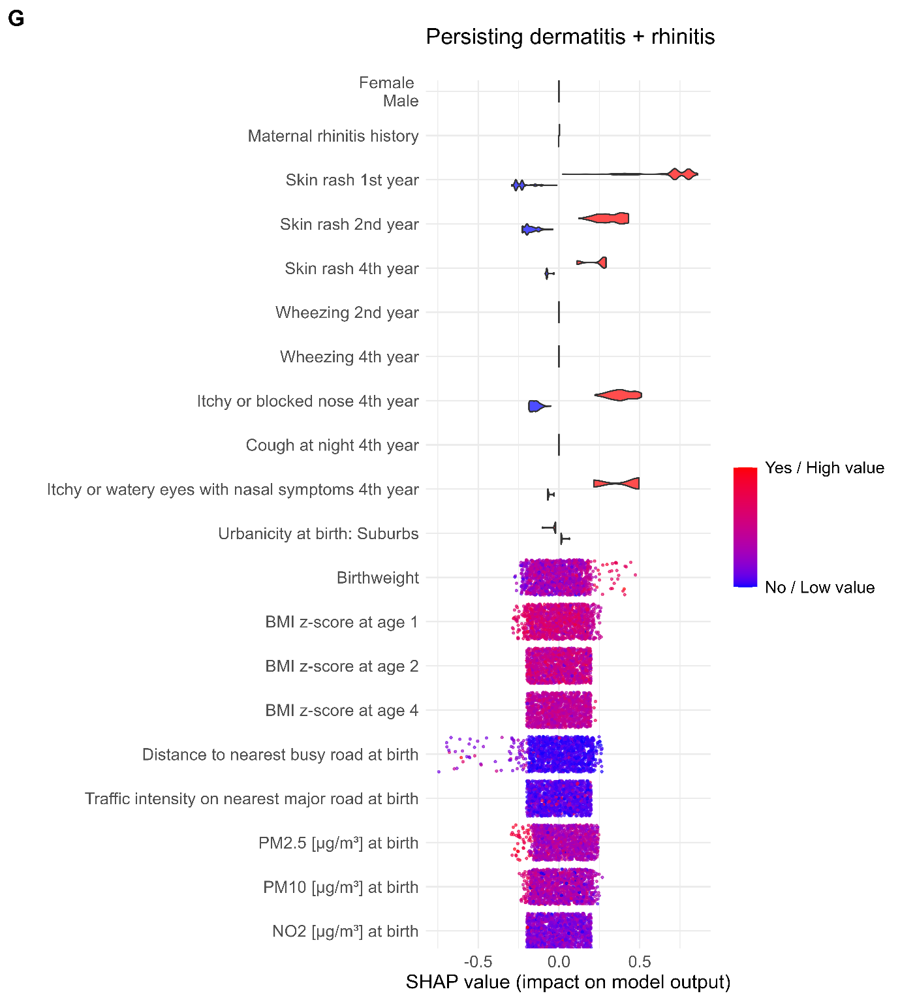 G
Persisting dermatitis + rhinitis
Female
Male
Maternal rhinitis history
Skin rash 1st year
Skin rash 2nd year
Skin rash 4th year
Wheezing 2nd year
Wheezing 4th year
Itchy or blocked nose 4th year
Cough at night 4th year
Itchy or watery eyes with nasal symptoms 4th year
Urbanicity at birth: Suburbs
Birthweight
BMI z-score at age 1
BMI z-score at age 2
BMI z-score at age 4
Distance to nearest busy road at birth
Traffic intensity on nearest major road at birth
PM2.5 [µg/m³] at birth
PM10 [µg/m³] at birth
NO2 [µg/m³] at birth
-0.5 0.0 0.5
SHAP value (impact on model output)
Yes / High value
No / Low value